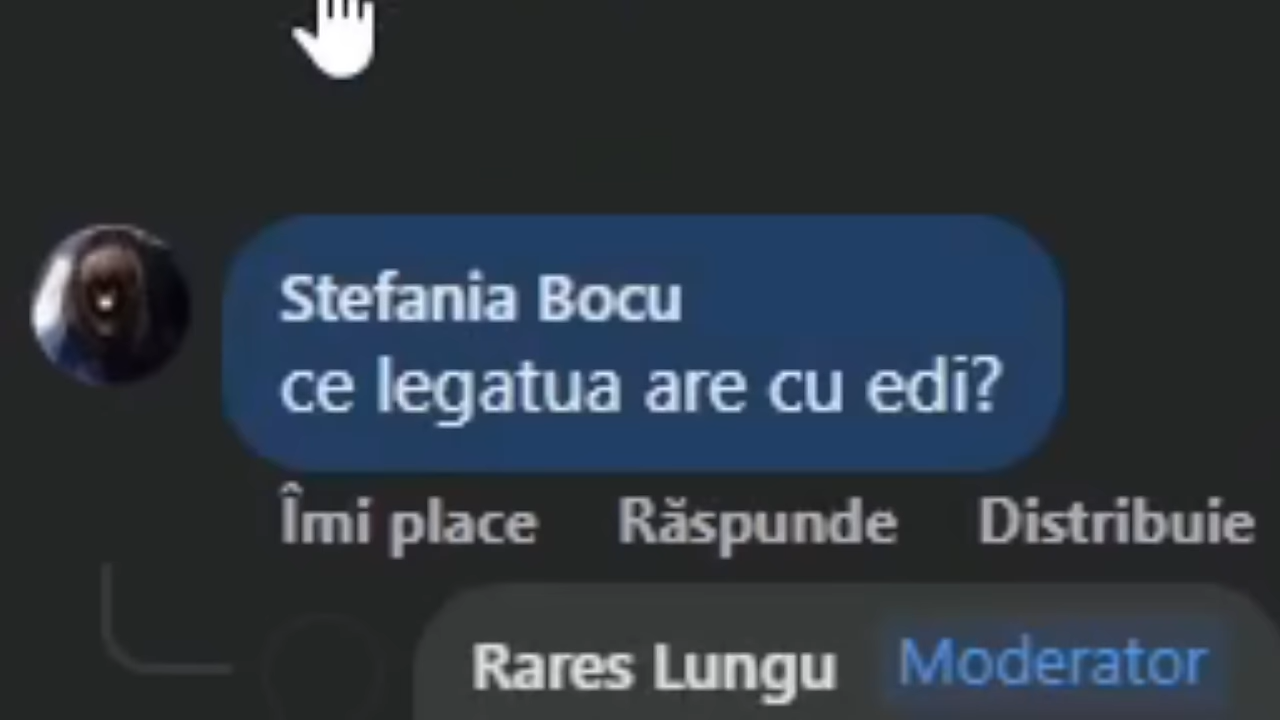 Stefania Bocu
ce legatua are cu edi?
Îmi place Răspunde Distribuie
Rares Lungu Moderator